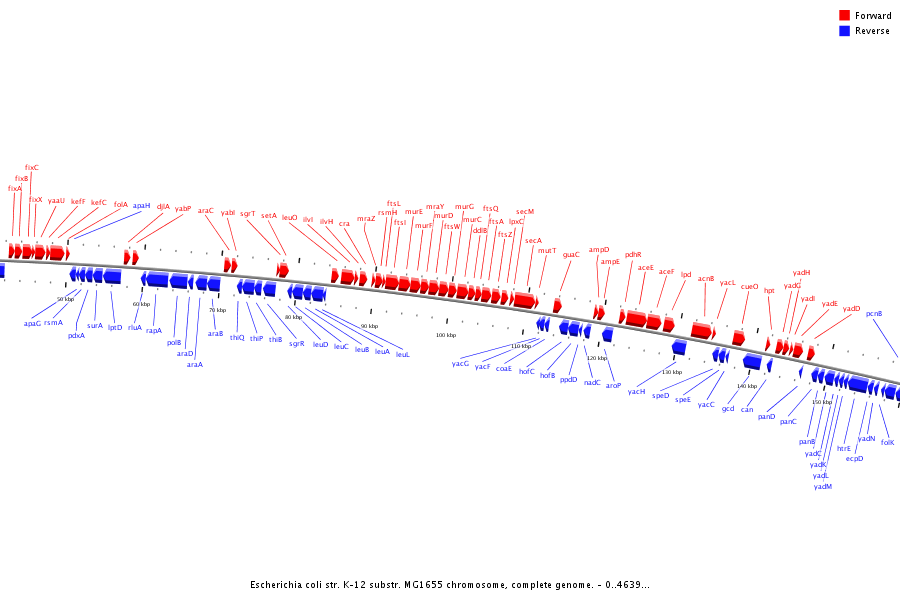 Forward
Reverse
fixC
fixB
fixA
fixX
yaaU
kefF
kefC
folA
apaH
djlA
yabP
araC
yabI
sgrT
setA
leuO
ilvI
ilvH
cra
mraZ
rsmH
ftsL
ftsI
murE
murF
mraY
murD
ftsW
murG
murC
ddlB
ftsQ
ftsA
ftsZ
lpxC
secM
secA
mutT
guaC
ampD
ampE
pdhR
aceE
aceF
lpd
acnB
yacL
cueO
hpt
yadG
yadH
yadI
yadE
yadD
pcnB
50 kbp
60 kbp
70 kbp
80 kbp
90 kbp
100 kbp
110 kbp
120 kbp
130 kbp
140 kbp
150 kbp
apaG
rsmA
pdxA
surA
lptD
rluA
rapA
polB
araD
araA
araB
thiQ
thiP
thiB
sgrR
leuD
leuC
leuB
leuA
leuL
yacG
yacF
coaE
hofC
hofB
ppdD
nadC
aroP
yacH
speD
speE
yacC
gcd
can
panD
panC
panB
yadC
yadK
yadL
yadM
htrE
ecpD
yadN
folK
Escherichia coli str. K-12 substr. MG1655 chromosome, complete genome. - 0..4639...